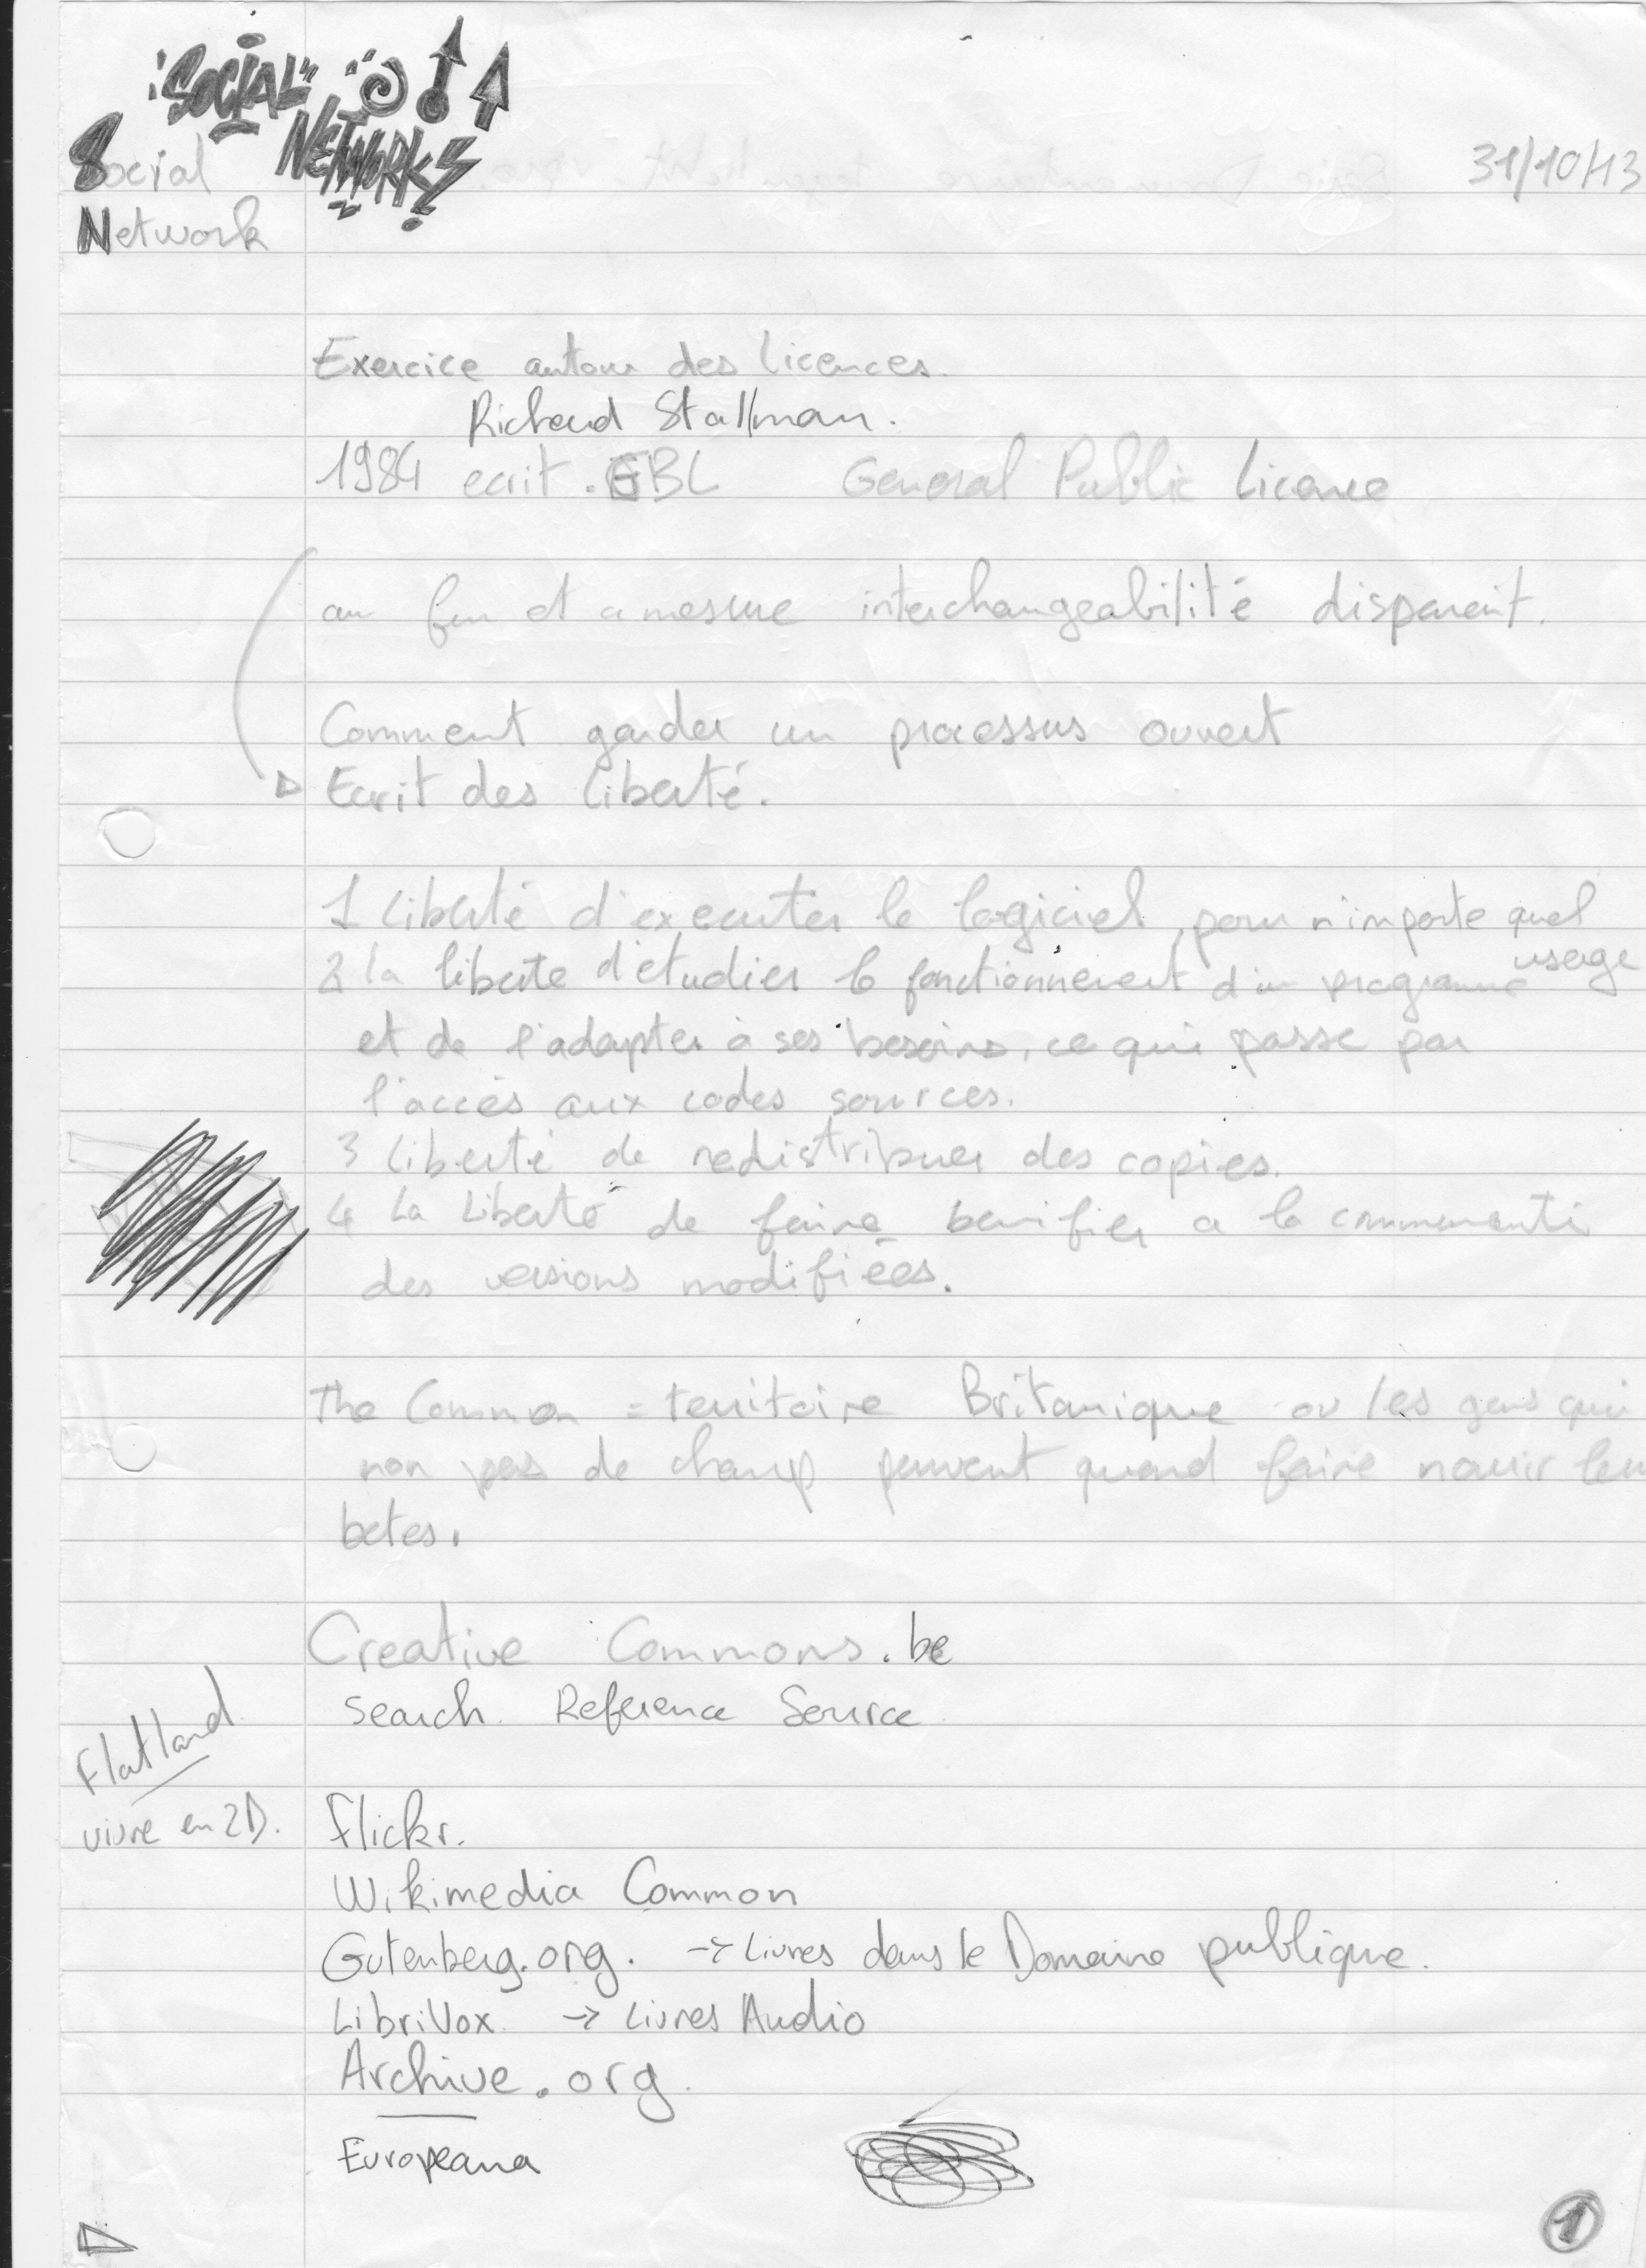 "SOCIAL"
NETWORKS
Social
Network
31/10/13
Exercice autour des licences.
Richard Stallman.
1984 ecrit . GBL General Public Licence
au fur et a mesure interchangeabilité disparait.
Comment garder un processus ouvert
Ecrit des liberté.
1 Liberté d'executer le logiciel, pour n'importe quel
usage
2 la liberte d'étudier le fonctionnement d'un programme
et de l'adapter à ses besoins, ce qui passe par
l'accès aux codes sources.
3 liberté de redistribuer des copies.
4 La Liberté de faire benifier a la communauté
des versions modifiées.
The Common = territoire Britanique ou les gens qui
non pas de champ peuvent quand faire nourir leur
betes.
Creative Commons.be
Search. Reference Source
Flatland
vivre en 2D.
Flickr.
Wikimedia Common
Gutenberg.org. -> Livres dans le Domaine publique.
LibriVox. -> Livres Audio
Archive.org.
Europeana
1